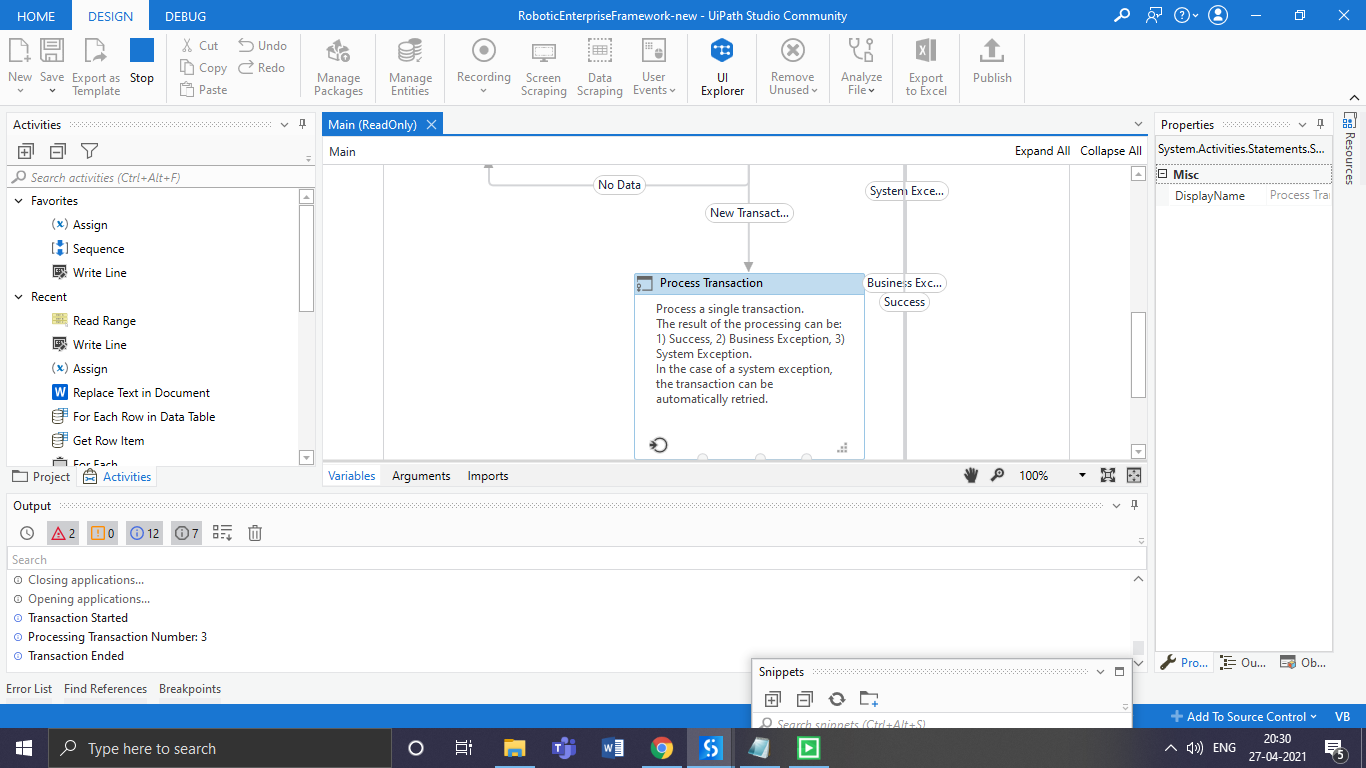 HOME DESIGN DEBUG RoboticEnterpriseFramework-new - UiPath Studio Community
New Save Export as Template Stop
Cut Copy Paste Undo Redo
Manage Packages Manage Entities Recording Screen Scraping Data Scraping User Events UI Explorer Remove Unused Analyze File Export to Excel Publish
Activities
Search activities (Ctrl+Alt+F)
Favorites
Assign
Sequence
Write Line
Recent
Read Range
Write Line
Assign
W Replace Text in Document
For Each Row in Data Table
Get Row Item
For Each
Project Activities
Main (ReadOnly)
Main Expand All Collapse All
No Data
System Exce...
New Transact...
Process Transaction
Business Exc...
Success
Process a single transaction.
The result of the processing can be:
1) Success, 2) Business Exception, 3)
System Exception.
In the case of a system exception,
the transaction can be
automatically retried.
Variables Arguments Imports 100%
Properties
System.Activities.Statements.S...
Misc
DisplayName Process Tra
Resources
Pro... Ou... Ob...
Output
2 0 12 7
Search
Closing applications...
Opening applications...
Transaction Started
Processing Transaction Number: 3
Transaction Ended
Error List Find References Breakpoints
Snippets
Search snippets (Ctrl+Alt+S)
Add To Source Control VB
Type here to search
ENG 20:30
27-04-2021
5